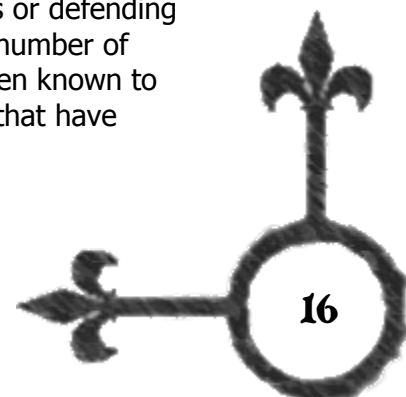 s or defending
number of
en known to
that have
16